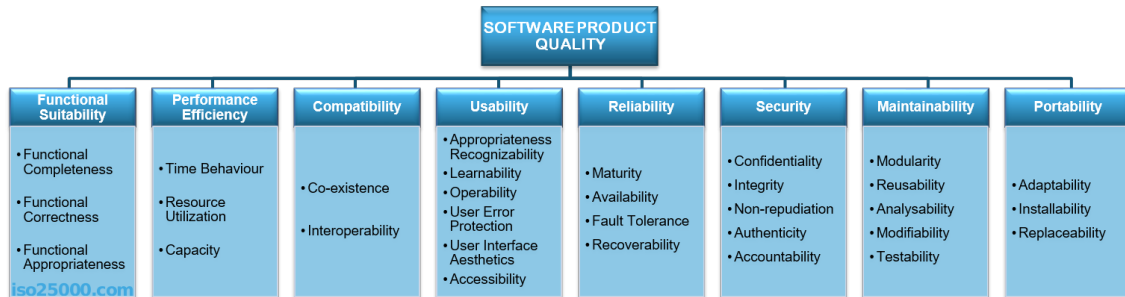 SOFTWARE PRODUCT
QUALITY
Functional
Suitability
• Functional
Completeness
• Functional
Correctness
• Functional
Appropriateness
Performance
Efficiency
• Time Behaviour
• Resource
Utilization
• Capacity
Compatibility
• Co-existence
• Interoperability
Usability
• Appropriateness
Recognizability
• Learnability
• Operability
• User Error
Protection
• User Interface
Aesthetics
• Accessibility
Reliability
• Maturity
• Availability
• Fault Tolerance
• Recoverability
Security
• Confidentiality
• Integrity
• Non-repudiation
• Authenticity
• Accountability
Maintainability
• Modularity
• Reusability
• Analysability
• Modifiability
• Testability
Portability
• Adaptability
• Installability
• Replaceability
iso25000.com